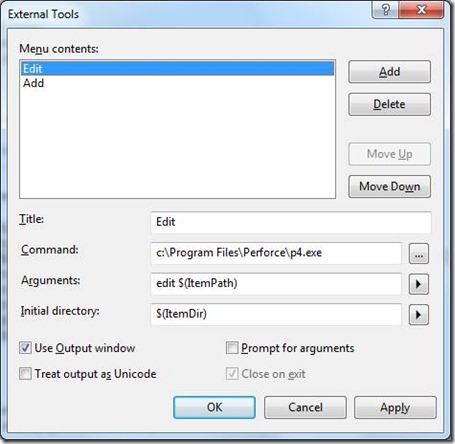 External Tools
Menu contents:
Edit
Add
Add
Delete
Move Up
Move Down
Title:
Edit
Command:
c:\Program Files\Perforce\p4.exe
...
Arguments:
edit $(ItemPath)
Initial directory:
$(ItemDir)
Use Output window
Prompt for arguments
Treat output as Unicode
Close on exit
OK
Cancel
Apply